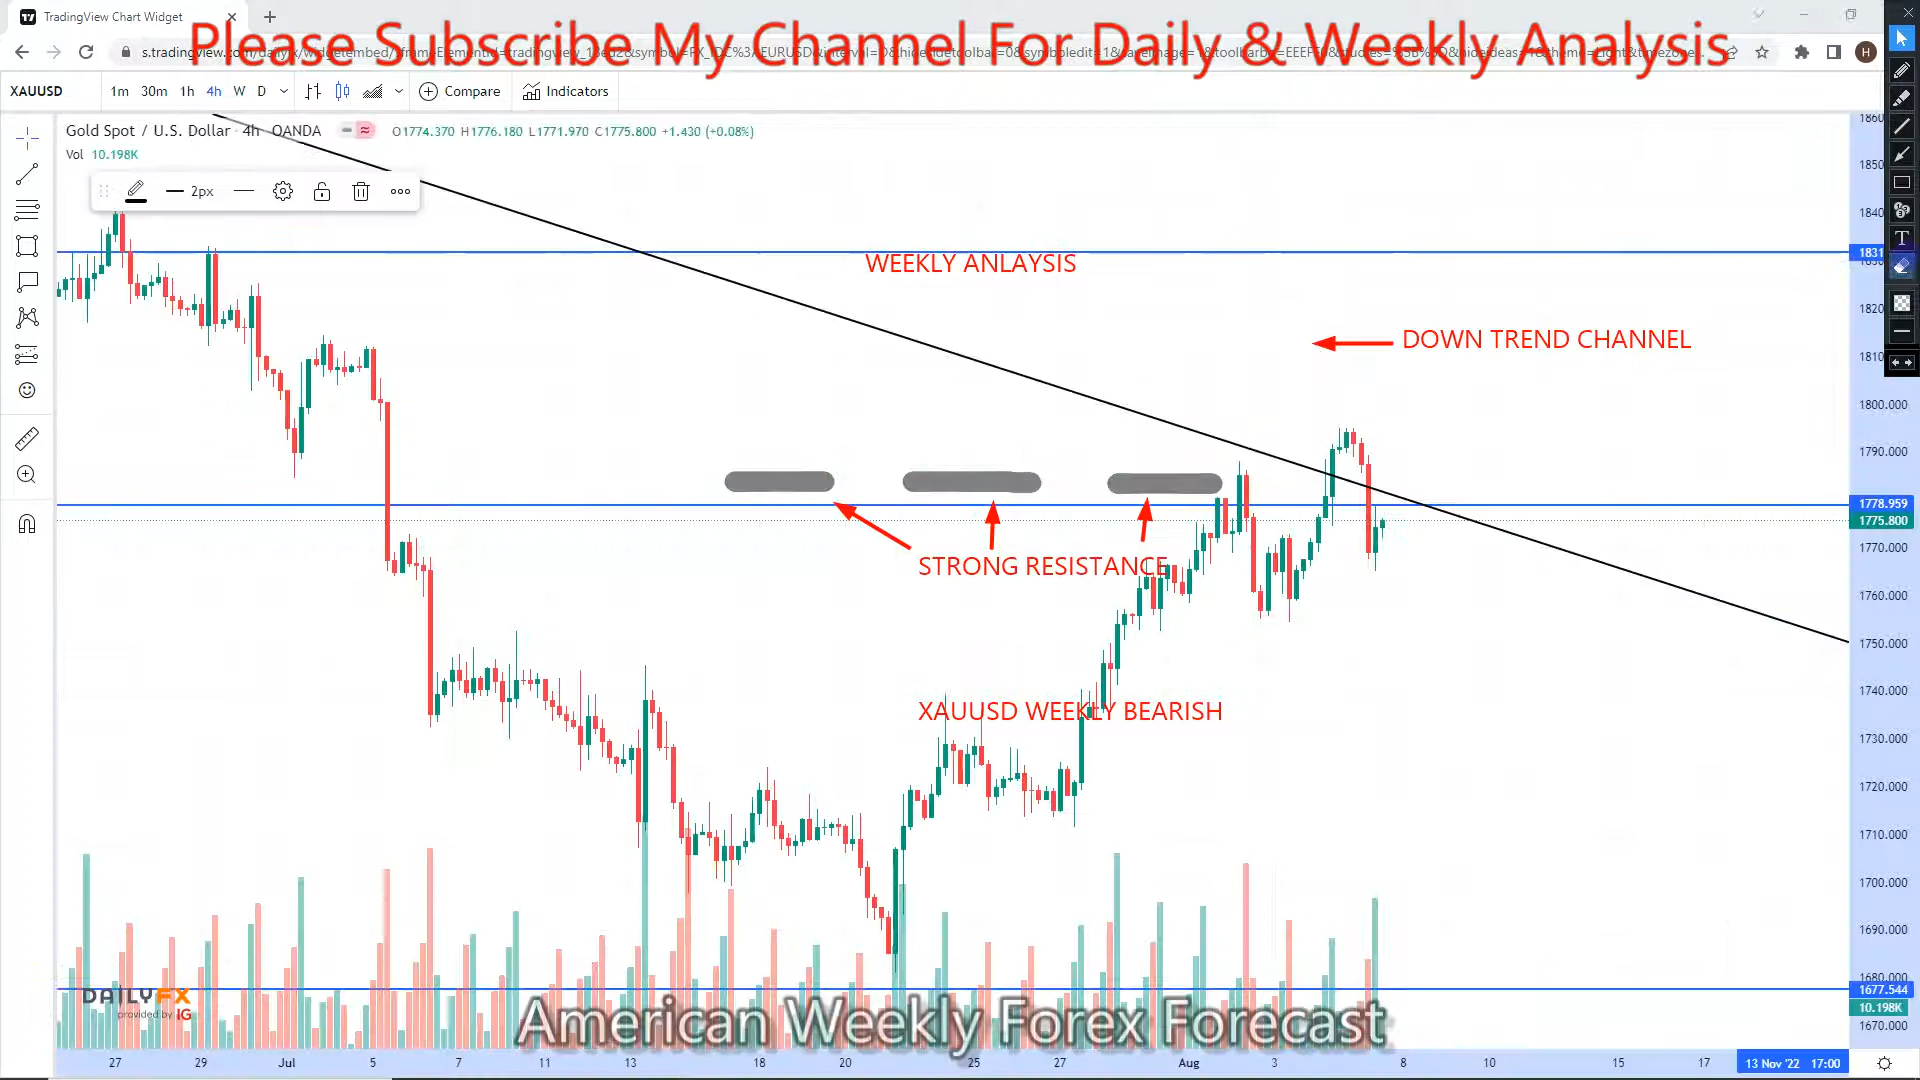 TradingView Chart Widget
Please Subscribe My Channel For Daily & Weekly Analysis
XAUUSD 1m 30m 1h 4h W D Compare Indicators
Gold Spot / U.S. Dollar · 4h · OANDA O1774.370 H1776.180 L1771.970 C1775.800 +1.430 (+0.08%)
Vol 10.198K
2px
WEEKLY ANLAYSIS
DOWN TREND CHANNEL
STRONG RESISTANCE
XAUUSD WEEKLY BEARISH
1800.000
1790.000
1778.959
1775.800
1770.000
1760.000
1750.000
1740.000
1730.000
1720.000
1710.000
1700.000
1690.000
1680.000
1677.544
10.198K
1670.000
DAILYFX
provided by IG
American Weekly Forex Forecast
27 29 Jul 5 7 11 13 18 20 25 27 Aug 3 8 10 15 17 13 Nov '22 17:00